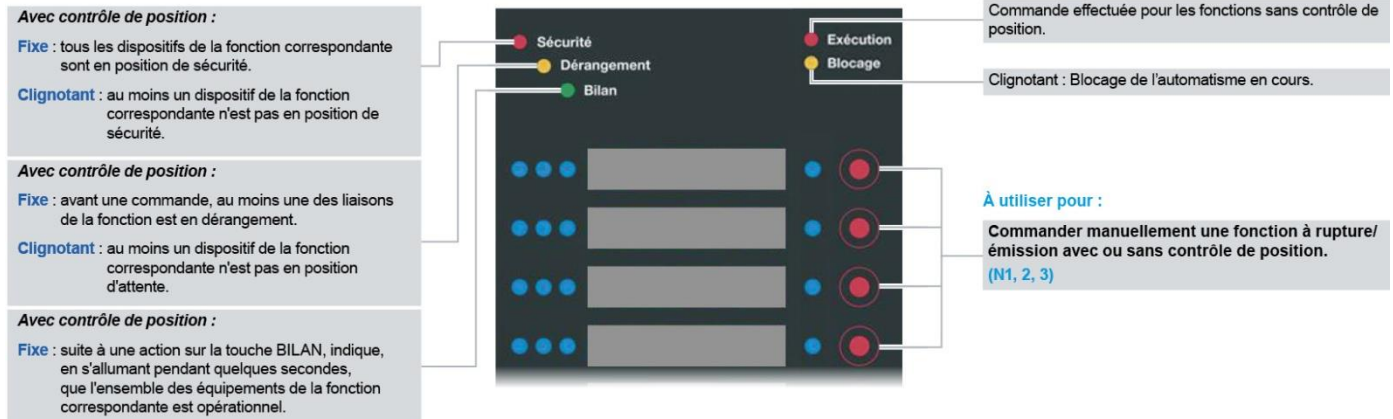 Avec contrôle de position :
Fixe : tous les dispositifs de la fonction correspondante
sont en position de sécurité.
Clignotant : au moins un dispositif de la fonction
correspondante n'est pas en position de
sécurité.
Avec contrôle de position :
Fixe : avant une commande, au moins une des liaisons
de la fonction est en dérangement.
Clignotant : au moins un dispositif de la fonction
correspondante n'est pas en position
d'attente.
Avec contrôle de position :
Fixe : suite à une action sur la touche BILAN, indique,
en s'allumant pendant quelques secondes,
que l'ensemble des équipements de la fonction
correspondante est opérationnel.
Sécurité
Dérangement
Bilan
Exécution
Blocage
Commande effectuée pour les fonctions sans contrôle de
position.
Clignotant : Blocage de l'automatisme en cours.
À utiliser pour :
Commander manuellement une fonction à rupture/
émission avec ou sans contrôle de position.
(N1, 2, 3)